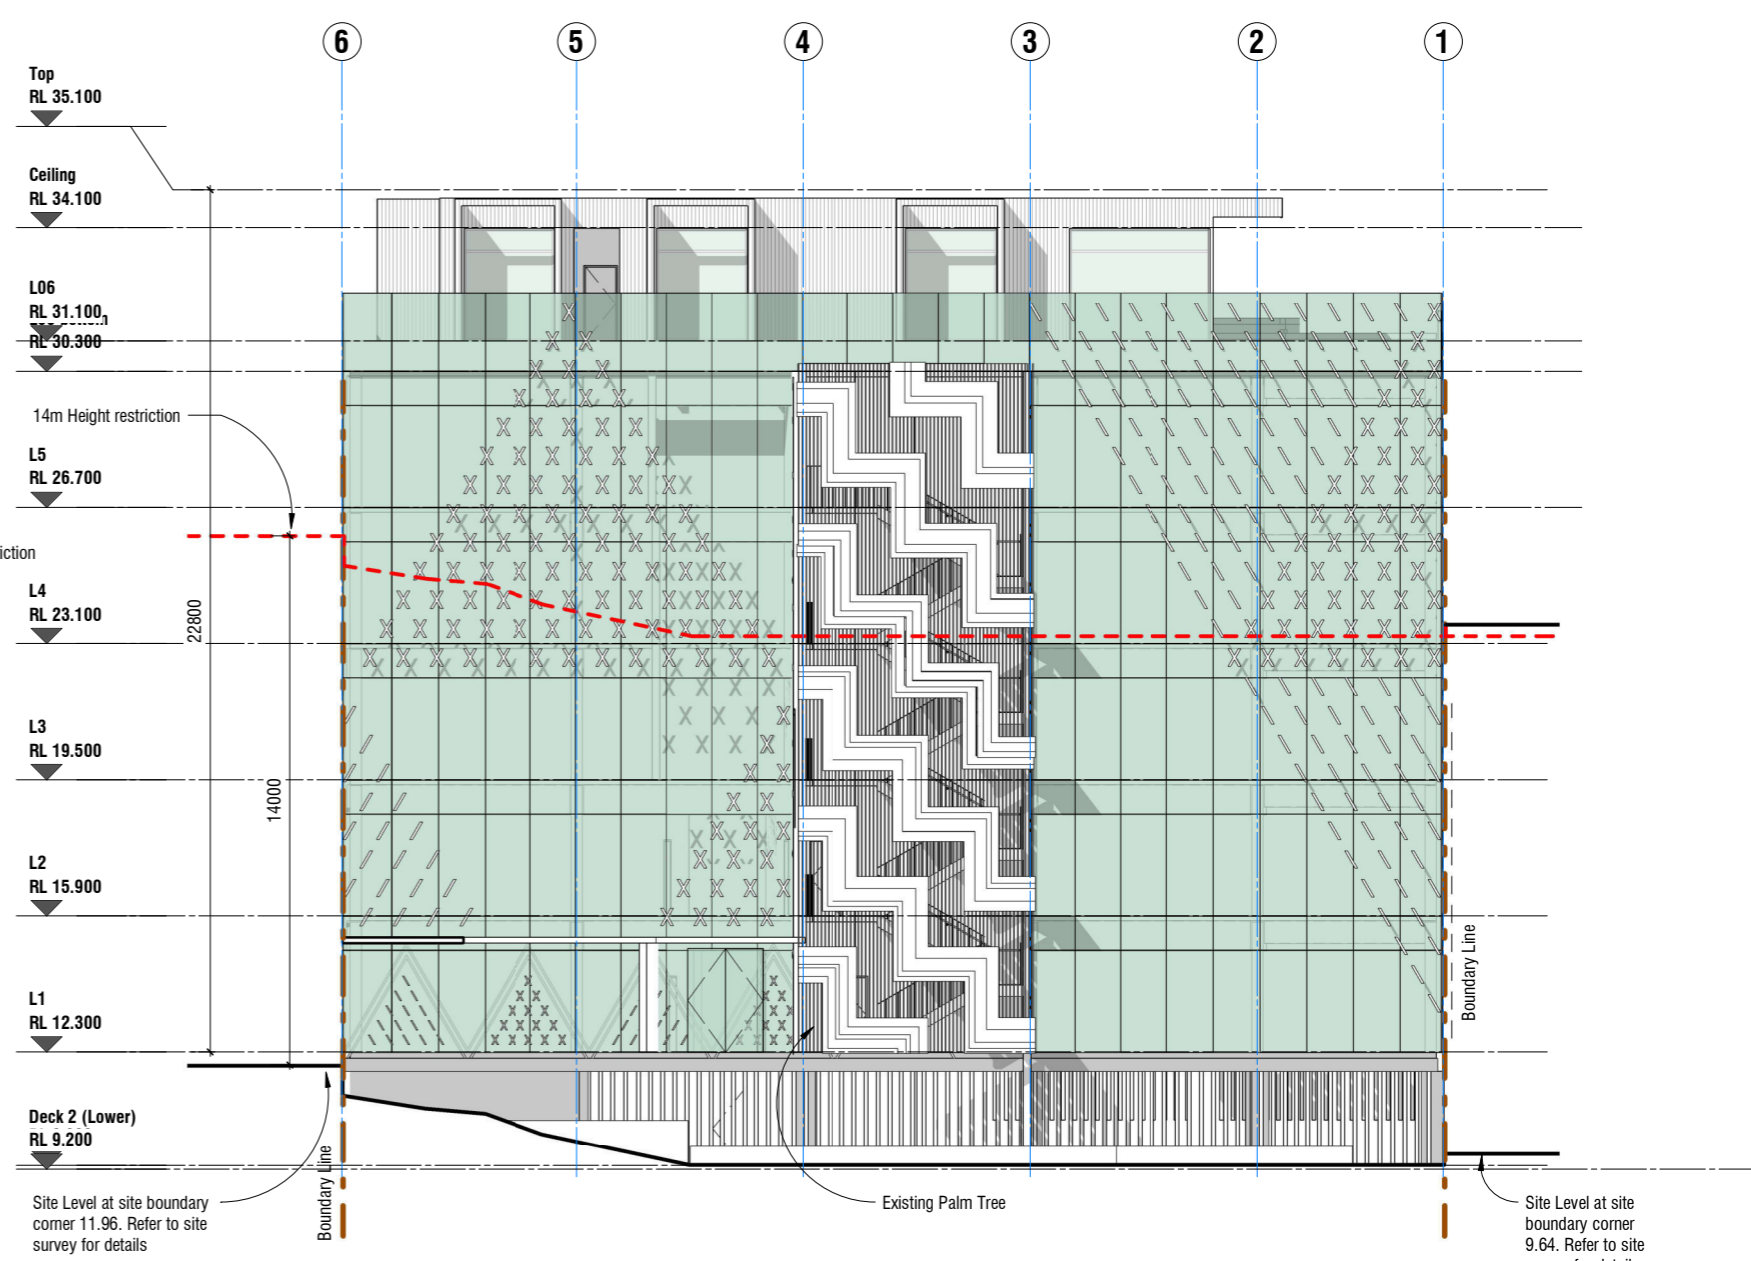 6
5
4
3
2
1
Top
RL 35.100
Ceiling
RL 34.100
L06
RL 31.100
RL 30.300
14m Height restriction
L5
RL 26.700
iction
L4
RL 23.100
22800
L3
RL 19.500
14000
L2
RL 15.900
Boundary Line
L1
RL 12.300
Deck 2 (Lower)
RL 9.200
Boundary Line
Site Level at site boundary
corner 11.96. Refer to site
survey for details
Existing Palm Tree
Site Level at site
boundary corner
9.64. Refer to site